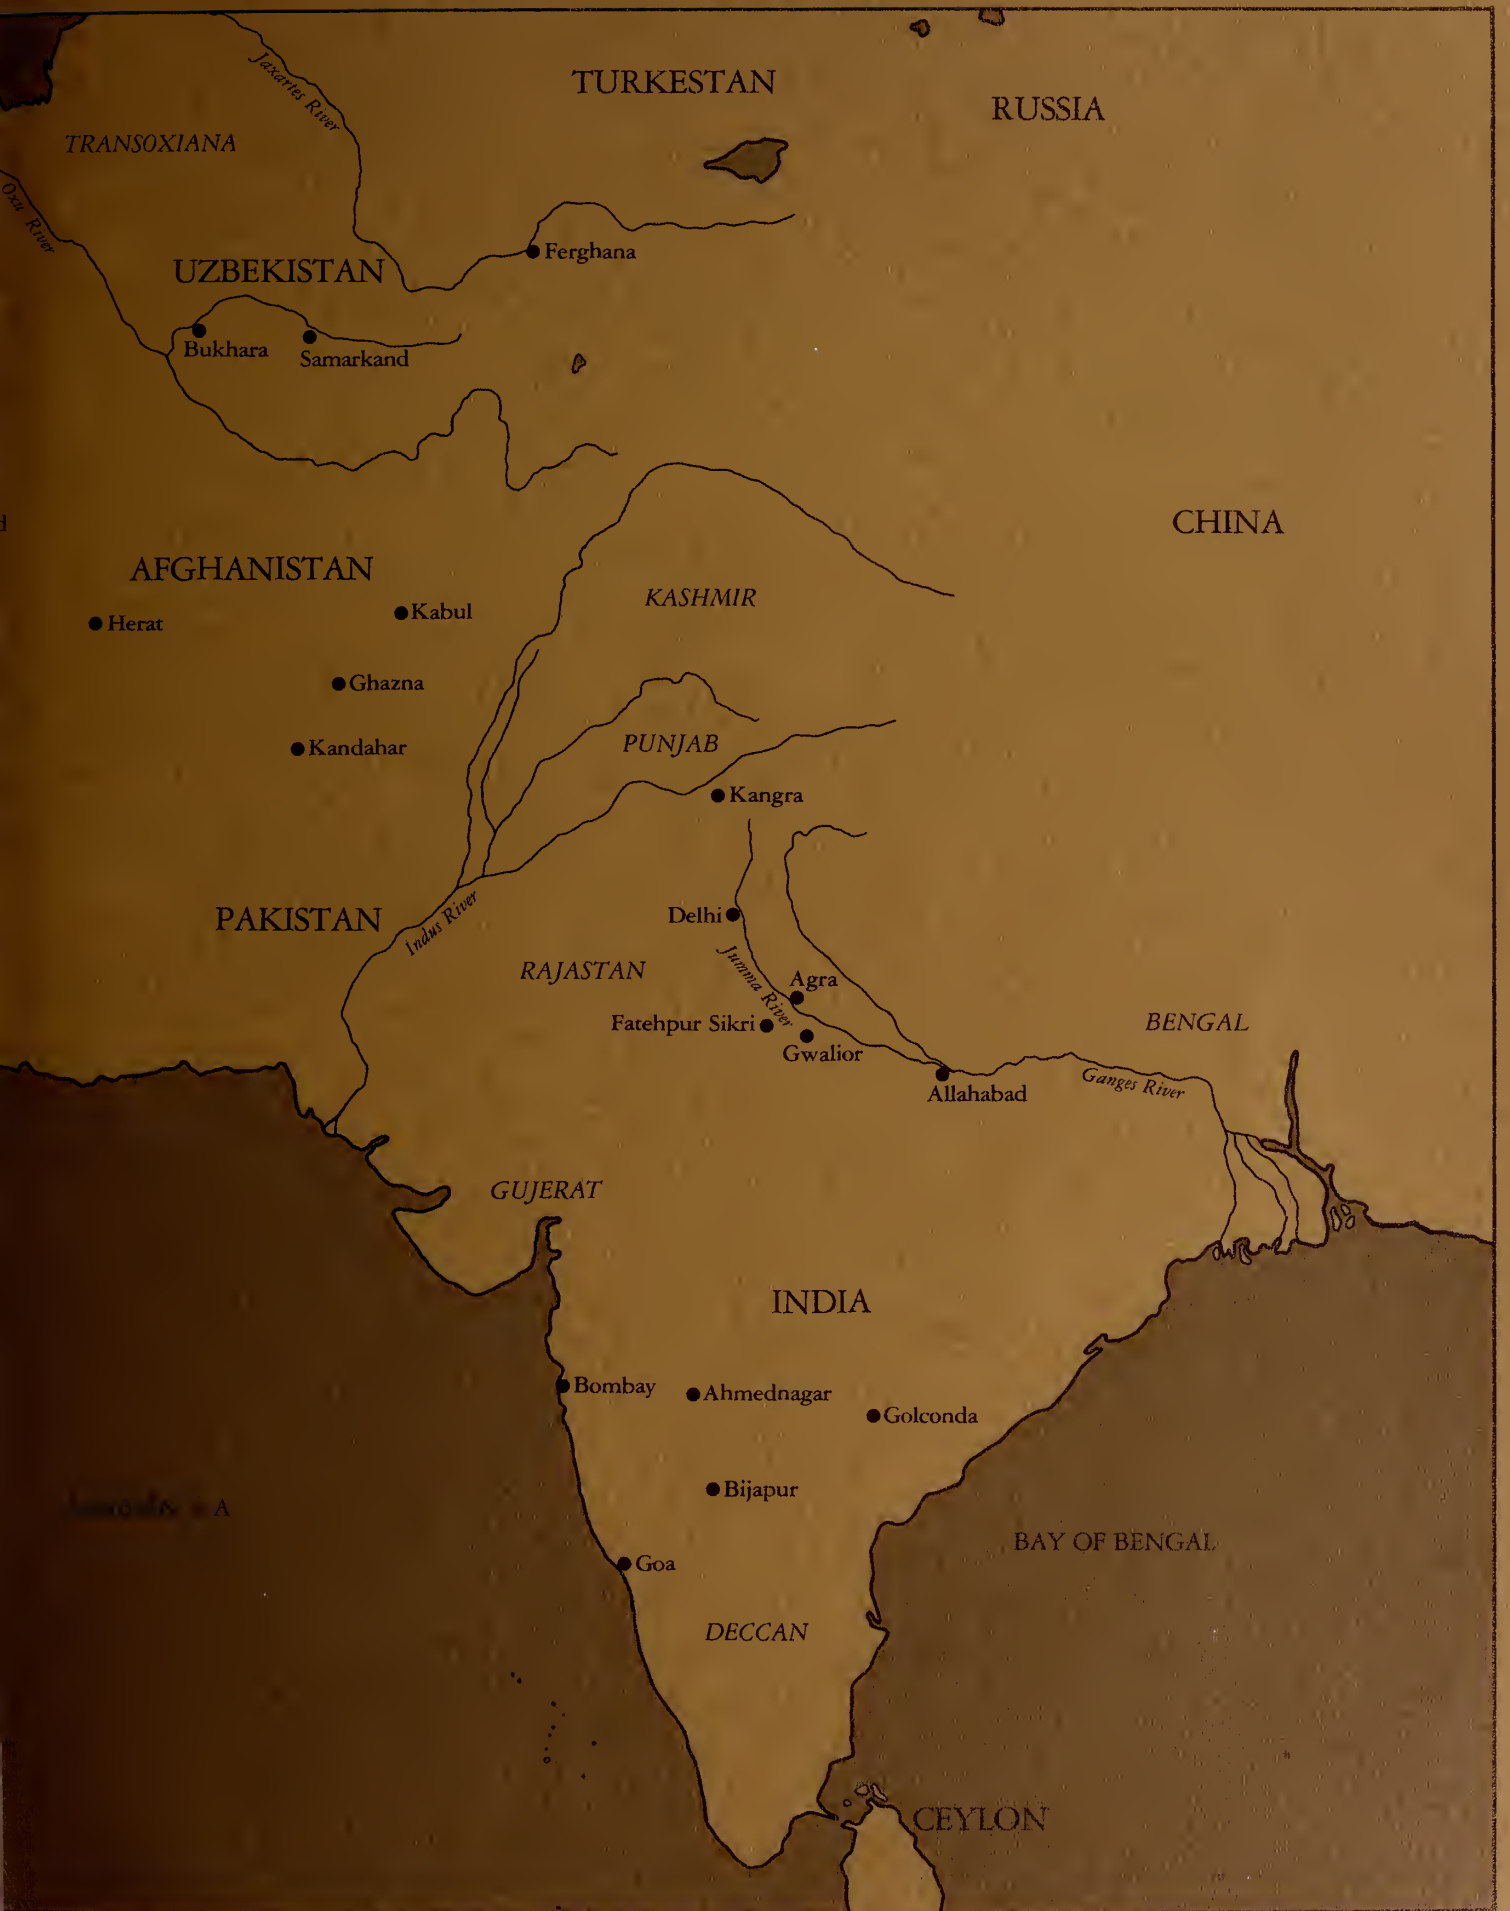 Jaxartes River
TURKESTAN
RUSSIA
TRANSOXIANA
Oxu River
UZBEKISTAN
Ferghana
Bukhara
Samarkand
CHINA
AFGHANISTAN
KASHMIR
Herat
Kabul
Ghazna
PUNJAB
Kandahar
Kangra
PAKISTAN
Indus River
Delhi
RAJASTAN
Jumma River
Agra
Fatehpur Sikri
Gwalior
BENGAL
Ganges River
Allahabad
GUJERAT
INDIA
Bombay
Ahmednagar
Golconda
Bijapur
BAY OF BENGAL
Goa
DECCAN
CEYLON